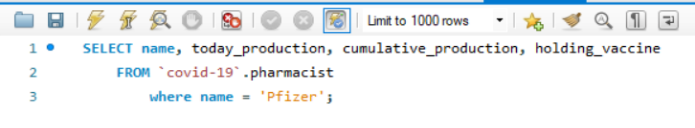 Limit to 1000 rows
1 SELECT name, today_production, cumulative_production, holding_vaccine
2 FROM `covid-19`.pharmacist
3 where name = 'Pfizer';